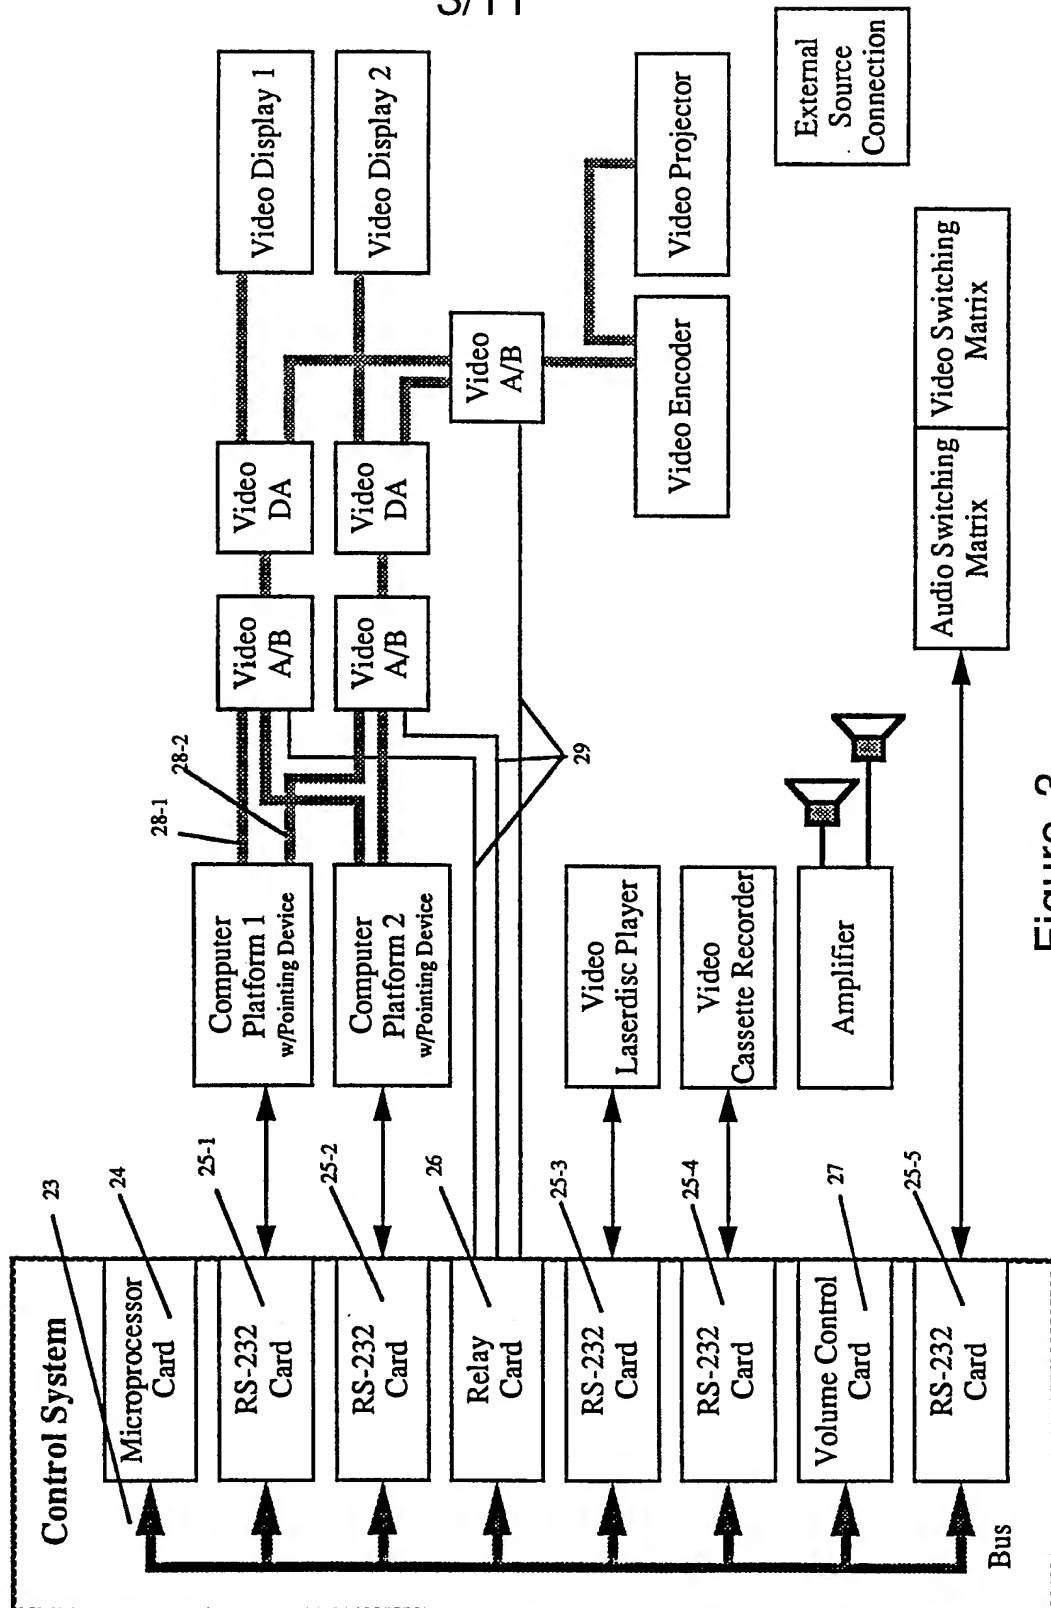 3/11
Control System
23
Microprocessor
Card
24
RS-232
Card
25-1
RS-232
Card
25-2
Relay
Card
26
RS-232
Card
25-3
RS-232
Card
25-4
Volume Control
Card
27
RS-232
Card
25-5
Bus
Computer
Platform 1
w/Pointing Device
Computer
Platform 2
w/Pointing Device
28-1
28-2
29
Video
Laserdisc Player
Video
Cassette Recorder
Amplifier
Video
A/B
Video
A/B
Video
DA
Video
DA
Video
A/B
Video Display 1
Video Display 2
Video Encoder
Video Projector
External
Source
Connection
Audio Switching
Matrix
Video Switching
Matrix
Figure 3